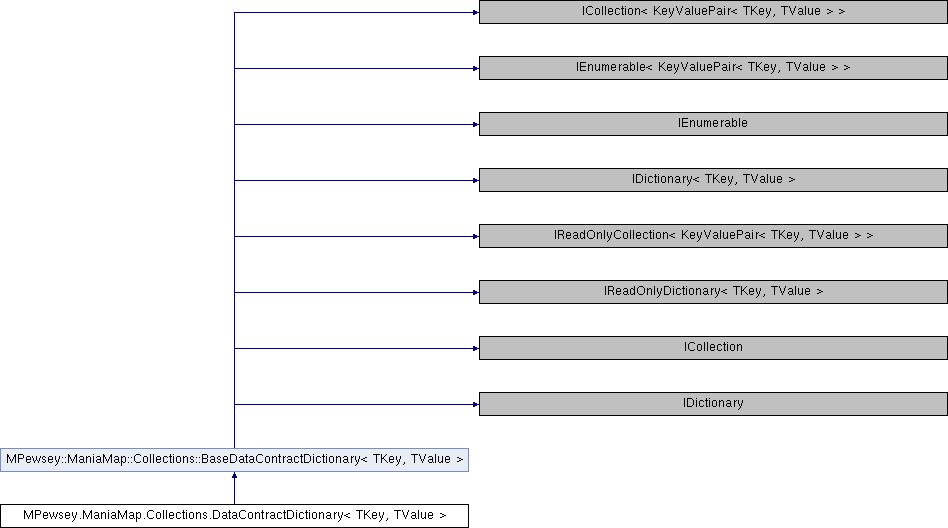 ICollection< KeyValuePair< TKey, TValue > >
IEnumerable< KeyValuePair< TKey, TValue > >
IEnumerable
IDictionary< TKey, TValue >
IReadOnlyCollection< KeyValuePair< TKey, TValue > >
IReadOnlyDictionary< TKey, TValue >
ICollection
IDictionary
MPewsey::ManiaMap::Collections::BaseDataContractDictionary< TKey, TValue >
MPewsey.ManiaMap.Collections.DataContractDictionary< TKey, TValue >